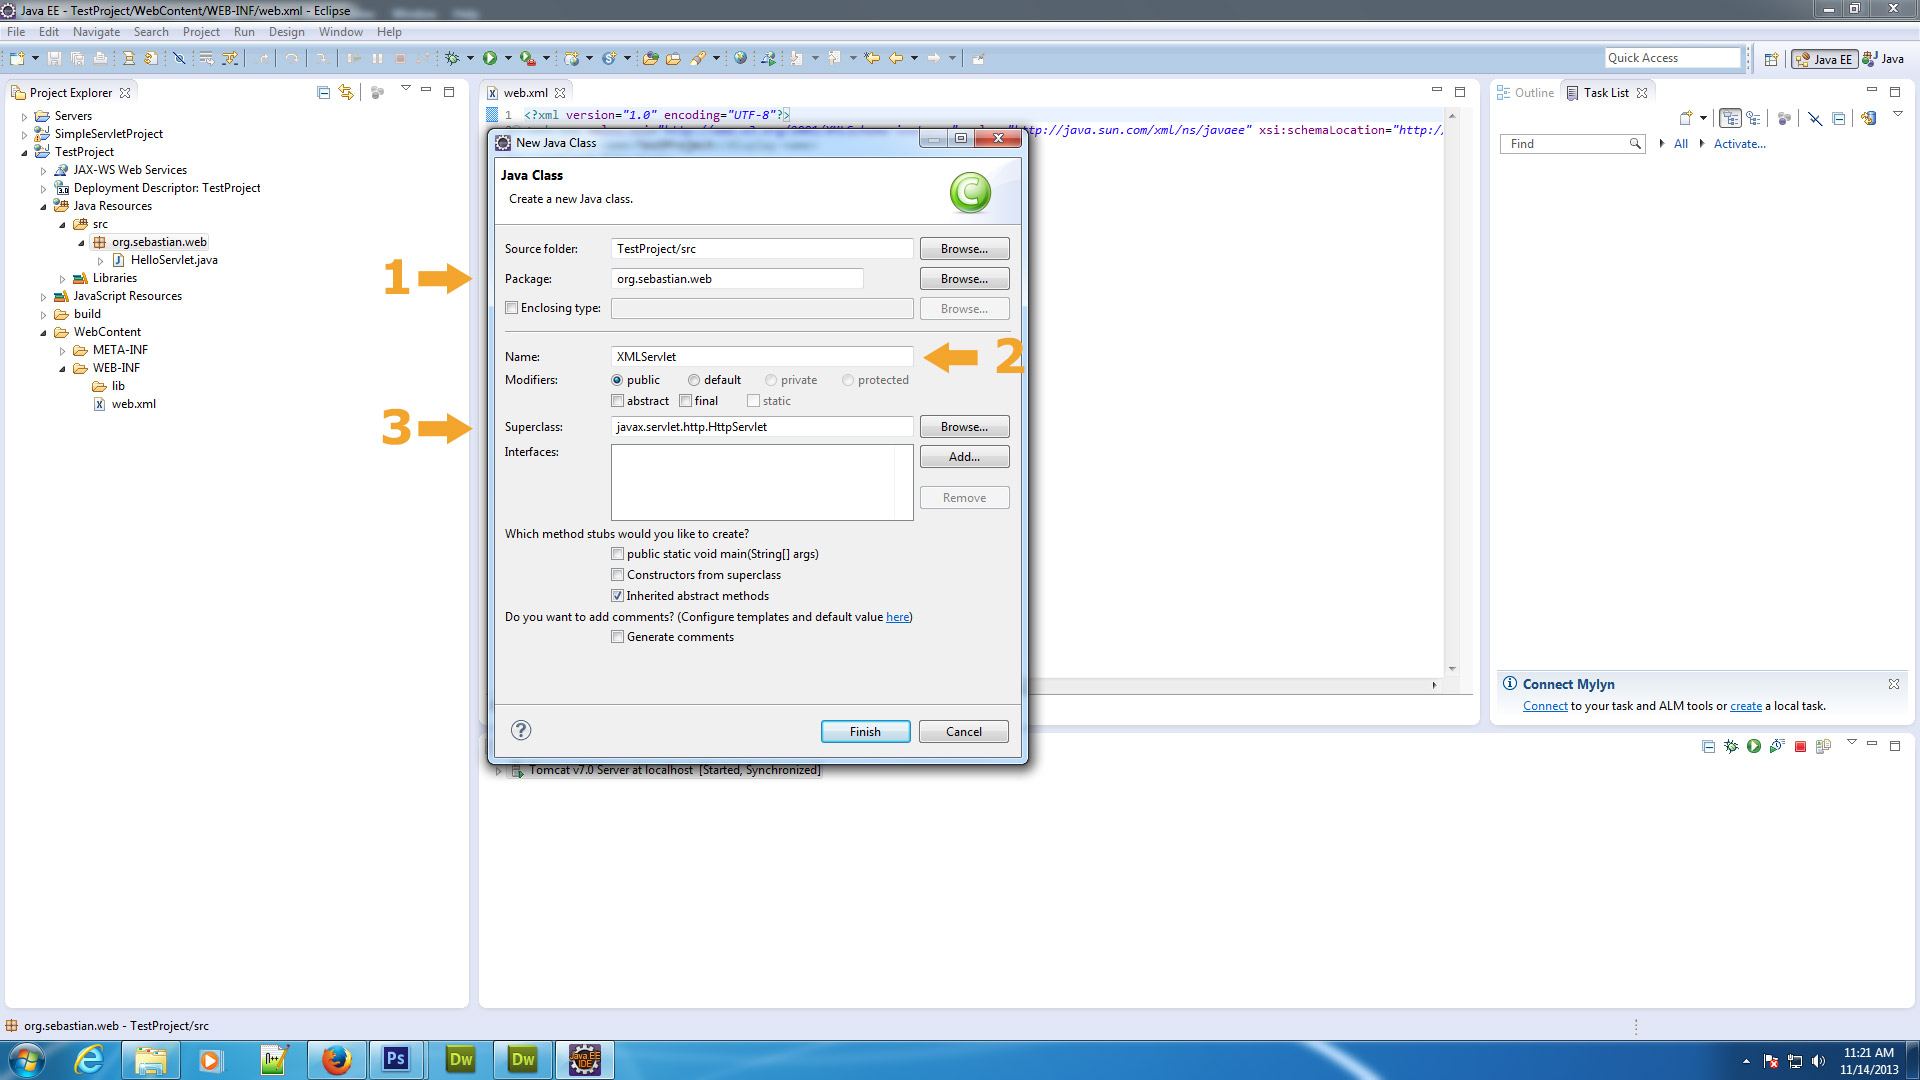 Java EE - TestProject/WebContent/WEB-INF/web.xml - Eclipse
File Edit Navigate Search Project Run Design Window Help
Quick Access
Java EE
Java
Project Explorer
Servers
SimpleServletProject
TestProject
JAX-WS Web Services
Deployment Descriptor: TestProject
Java Resources
src
org.sebastian.web
HelloServlet.java
Libraries
JavaScript Resources
build
WebContent
META-INF
WEB-INF
lib
web.xml
web.xml
1 <?xml version="1.0" encoding="UTF-8"?>
http://java.sun.com/xml/ns/javaee" xsi:schemaLocation="http://
New Java Class
Java Class
Create a new Java class.
Source folder: TestProject/src Browse...
1
Package: org.sebastian.web Browse...
Enclosing type: Browse...
Name: XMLServlet
2
Modifiers: public default private protected
abstract final static
3
Superclass: javax.servlet.http.HttpServlet Browse...
Interfaces: Add...
Remove
Which method stubs would you like to create?
public static void main(String[] args)
Constructors from superclass
Inherited abstract methods
Do you want to add comments? (Configure templates and default value here)
Generate comments
Finish Cancel
Tomcat v7.0 Server at localhost [Started, Synchronized]
Outline Task List
Find All Activate...
Connect Mylyn
Connect to your task and ALM tools or create a local task.
org.sebastian.web - TestProject/src
Ps
Dw
Dw
Java EE
IDE
11:21 AM
11/14/2013